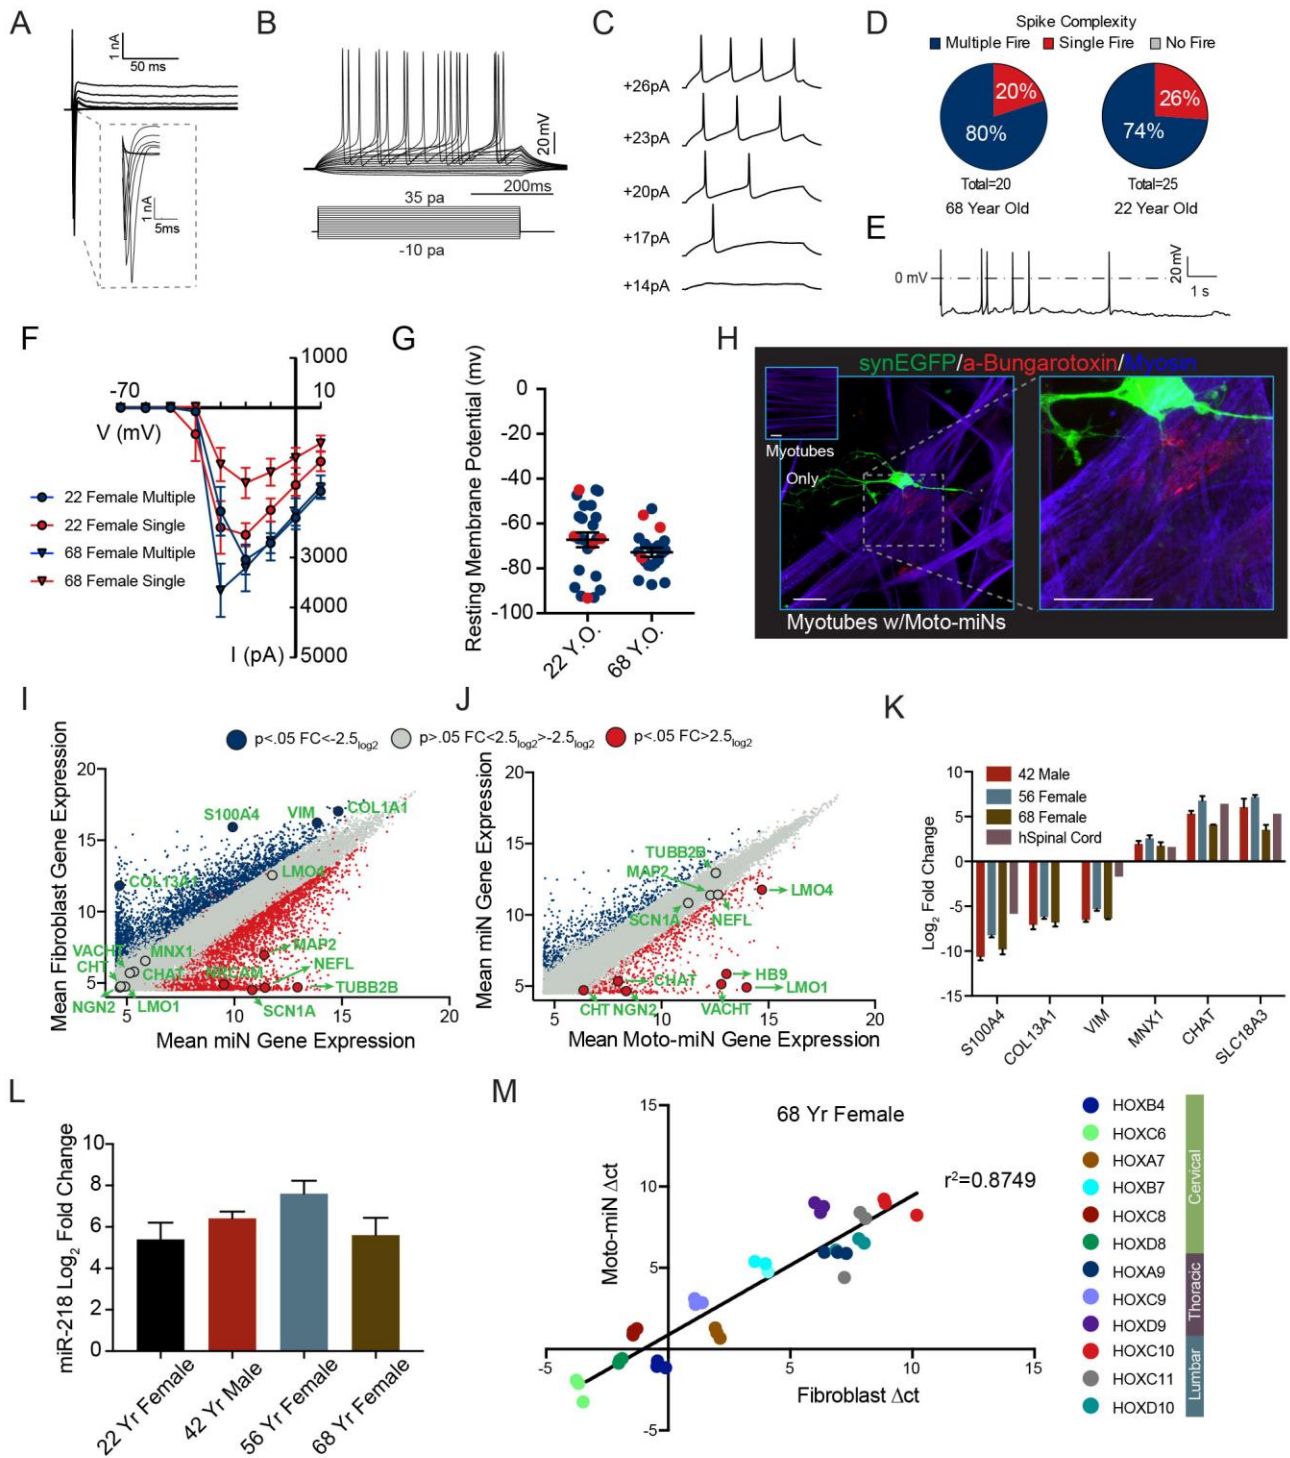 A
1 nA
50 ms
1 nA
5ms
B
20 mV
200ms
35 pa
-10 pa
C
+26pA
+23pA
+20pA
+17pA
+14pA
D
Spike Complexity
Multiple Fire Single Fire No Fire
20%
80%
26%
74%
Total=20
68 Year Old
Total=25
22 Year Old
E
0 mV
20 mV
1 s
F
1000
-70
10
V (mV)
22 Female Multiple
22 Female Single
68 Female Multiple
68 Female Single
3000
4000
5000
I (pA)
G
Resting Membrane Potential (mv)
0
-20
-40
-60
-80
-100
22 Y.O.
68 Y.O.
H
synEGFP/a-Bungarotoxin/Myosin
Myotubes
Only
Myotubes w/Moto-miNs
I
J
p<.05 FC<-2.5log2
p>.05 FC<2.5log2>-2.5log2
p<.05 FC>2.5log2
Mean Fibroblast Gene Expression
20
15
10
5
S100A4
VIM
COL1A1
COL13A1
LMO4
VACHT
MNX1
MAP2
CHT
CHAT
NRCAM
NEFL
TUBB2B
NGN2
LMO1
SCN1A
5
10
15
20
Mean miN Gene Expression
Mean miN Gene Expression
20
15
10
5
TUBB2B
MAP2
LMO4
SCN1A
NEFL
CHAT
HB9
LMO1
CHT
NGN2
VACHT
5
10
15
20
Mean Moto-miN Gene Expression
K
Log2 Fold Change
10
5
0
-5
-10
-15
42 Male
56 Female
68 Female
hSpinal Cord
S100A4
COL13A1
VIM
MNX1
CHAT
SLC18A3
L
miR-218 Log2 Fold Change
10
8
6
4
2
0
22 Yr Female
42 Yr Male
56 Yr Female
68 Yr Female
M
68 Yr Female
Moto-miN Δct
15
10
5
-5
-5
5
10
15
Fibroblast Δct
r2=0.8749
HOXB4
HOXC6
HOXA7
HOXB7
HOXC8
HOXD8
HOXA9
HOXC9
HOXD9
HOXC10
HOXC11
HOXD10
Cervical
Thoracic
Lumbar